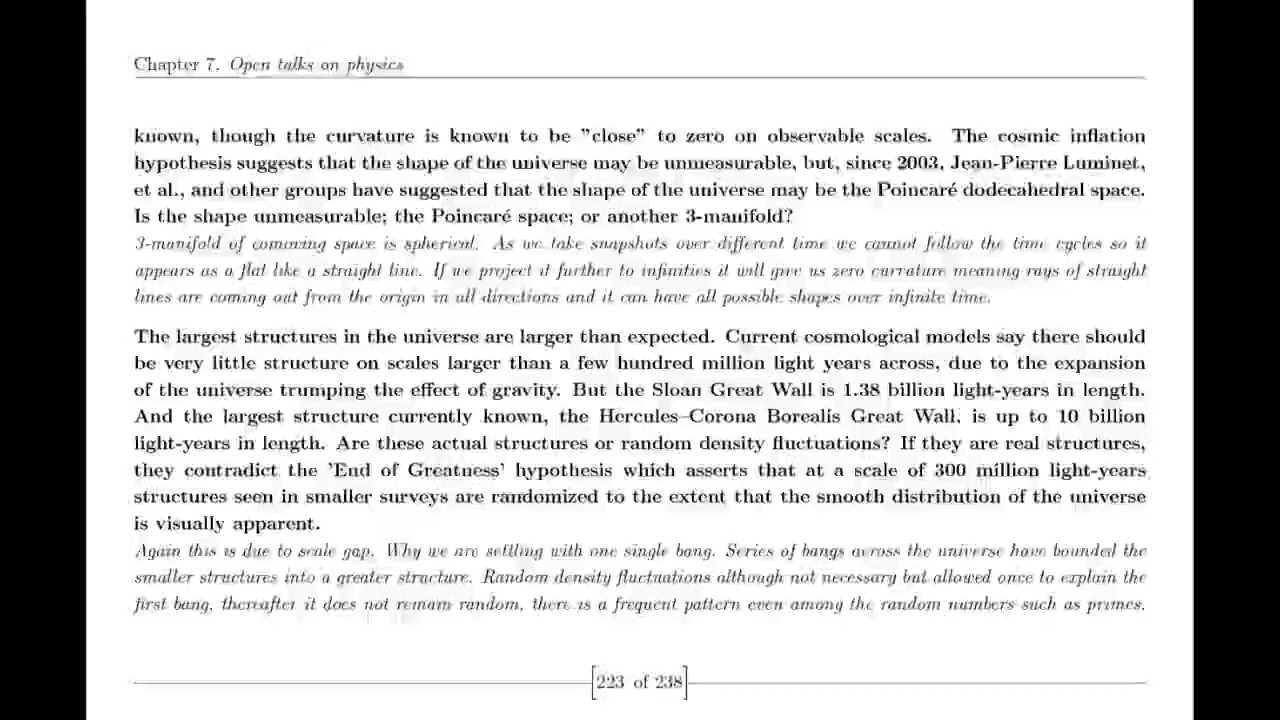 Chapter 7. Open talks on physics
known, though the curvature is known to be "close" to zero on observable scales. The cosmic inflation
hypothesis suggests that the shape of the universe may be unmeasurable, but, since 2003, Jean-Pierre Luminet,
et al., and other groups have suggested that the shape of the universe may be the Poincaré dodecahedral space.
Is the shape unmeasurable; the Poincaré space; or another 3-manifold?
3-manifold of commoving space is spherical. As we take snapshots over different time we cannot follow the time cycles so it
appears as a flat like a straight line. If we project it further to infinities it will give us zero curvature meaning rays of straight
lines are coming out from the origin in all directions and it can have all possible shapes over infinite time.
The largest structures in the universe are larger than expected. Current cosmological models say there should
be very little structure on scales larger than a few hundred million light years across, due to the expansion
of the universe trumping the effect of gravity. But the Sloan Great Wall is 1.38 billion light-years in length.
And the largest structure currently known, the Hercules–Corona Borealis Great Wall, is up to 10 billion
light-years in length. Are these actual structures or random density fluctuations? If they are real structures,
they contradict the 'End of Greatness' hypothesis which asserts that at a scale of 300 million light-years
structures seen in smaller surveys are randomized to the extent that the smooth distribution of the universe
is visually apparent.
Again this is due to scale gap. Why we are settling with one single bang. Series of bangs across the universe have bounded the
smaller structures into a greater structure. Random density fluctuations although not necessary but allowed once to explain the
first bang, thereafter it does not remain random, there is a frequent pattern even among the random numbers such as primes.
223 of 238